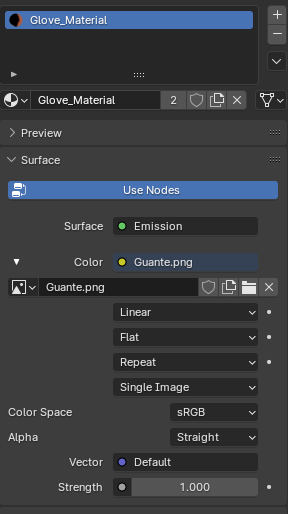 Glove_Material
Glove_Material 2
Preview
Surface
Use Nodes
Surface Emission
Color Guante.png
Guante.png
Linear
Flat
Repeat
Single Image
Color Space sRGB
Alpha Straight
Vector Default
Strength 1.000